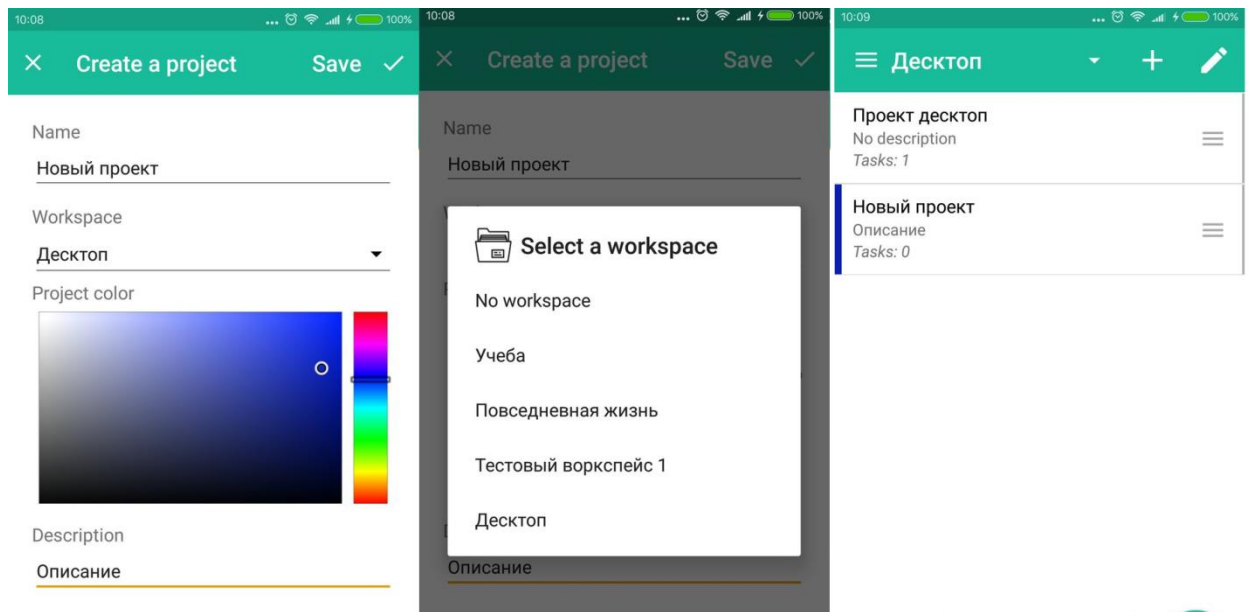 10:08
... 100%
Create a project
Save
Name
Новый проект
Workspace
Десктоп
Project color
Description
Описание
10:08
... 100%
Create a project
Save
Name
Новый проект
Select a workspace
No workspace
Учеба
Повседневная жизнь
Тестовый воркспейс 1
Десктоп
Описание
10:09
... 100%
Десктоп
Проект десктоп
No description
Tasks: 1
Новый проект
Описание
Tasks: 0